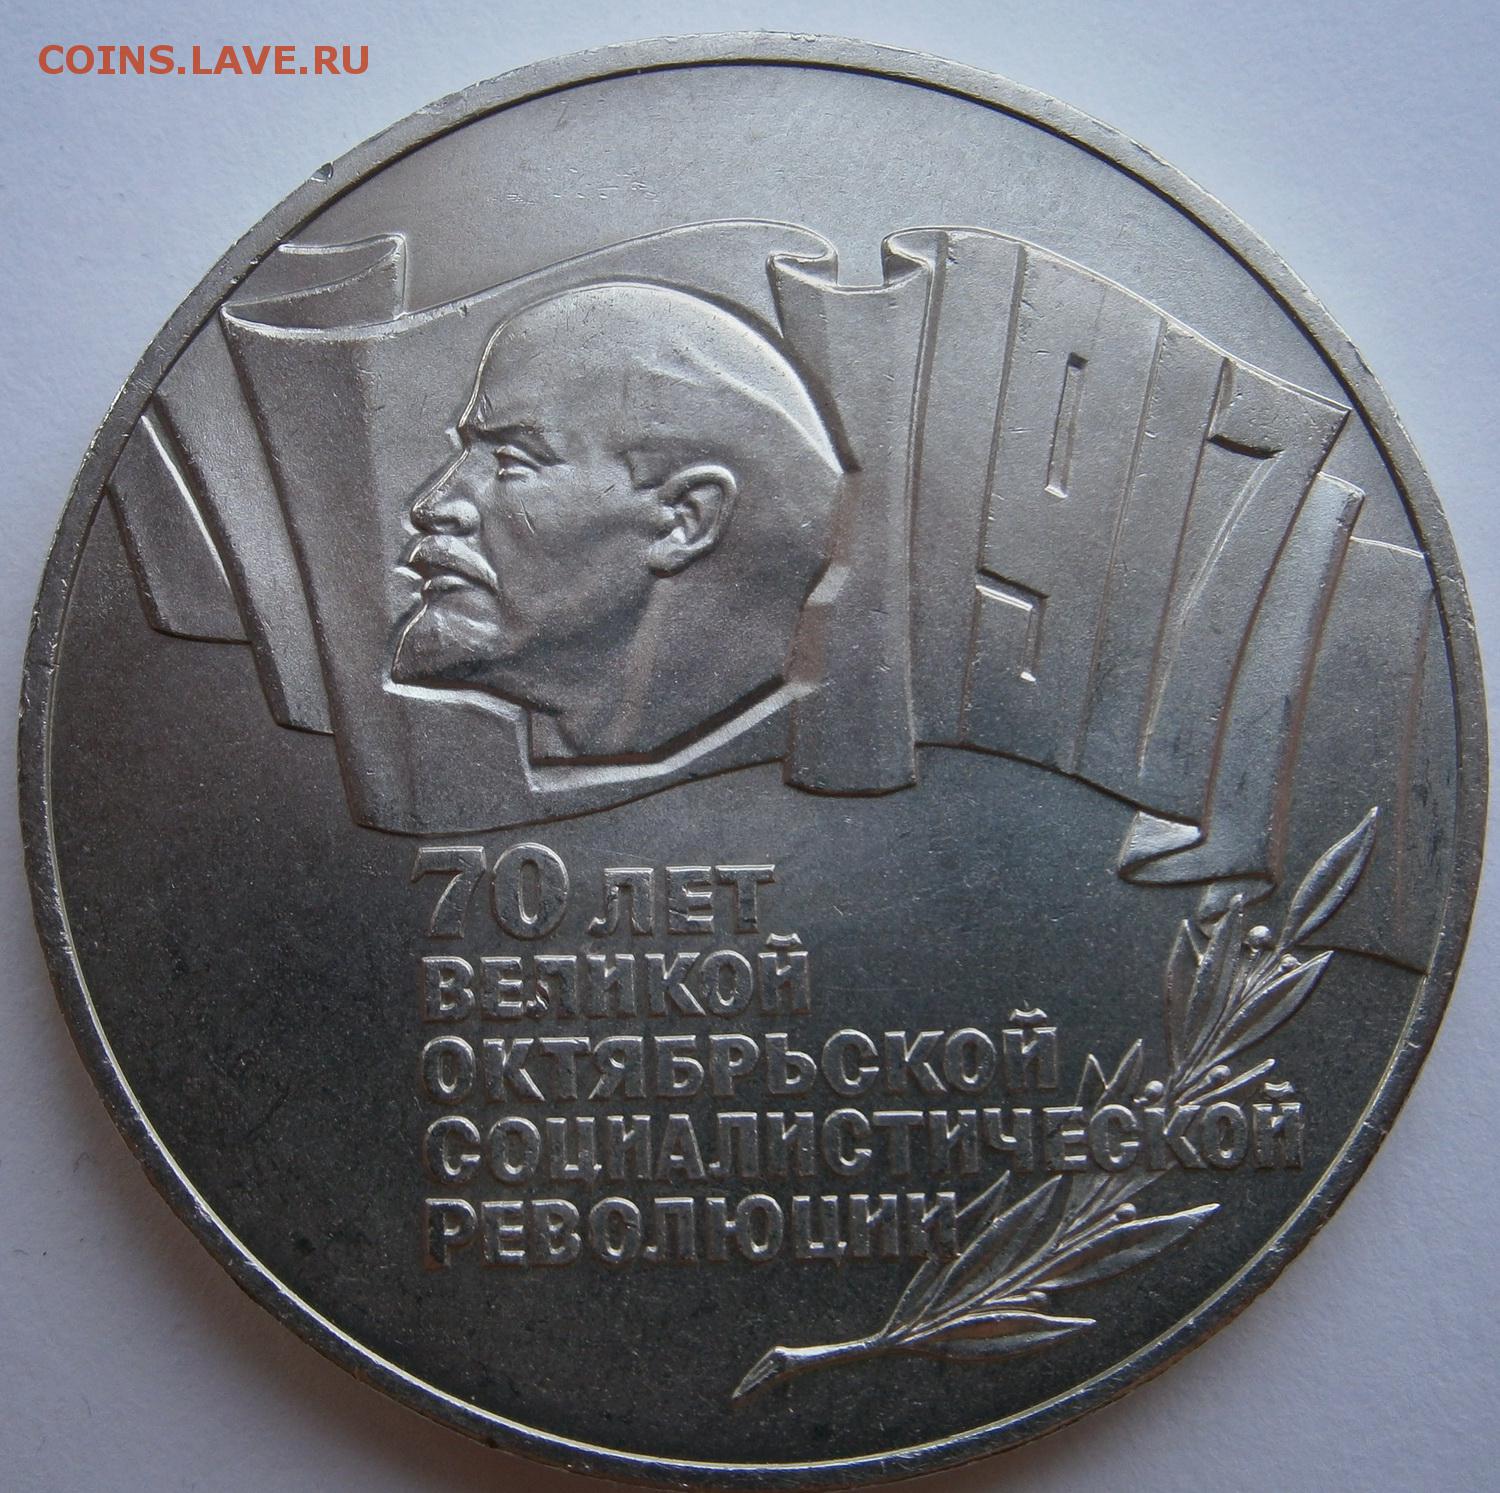 COINS.LAVE.RU
1917
70 ЛЕТ
ВЕЛИКОЙ
ОКТЯБРЬСКОЙ
СОЦИАЛИСТИЧЕСКОЙ
РЕВОЛЮЦИИ